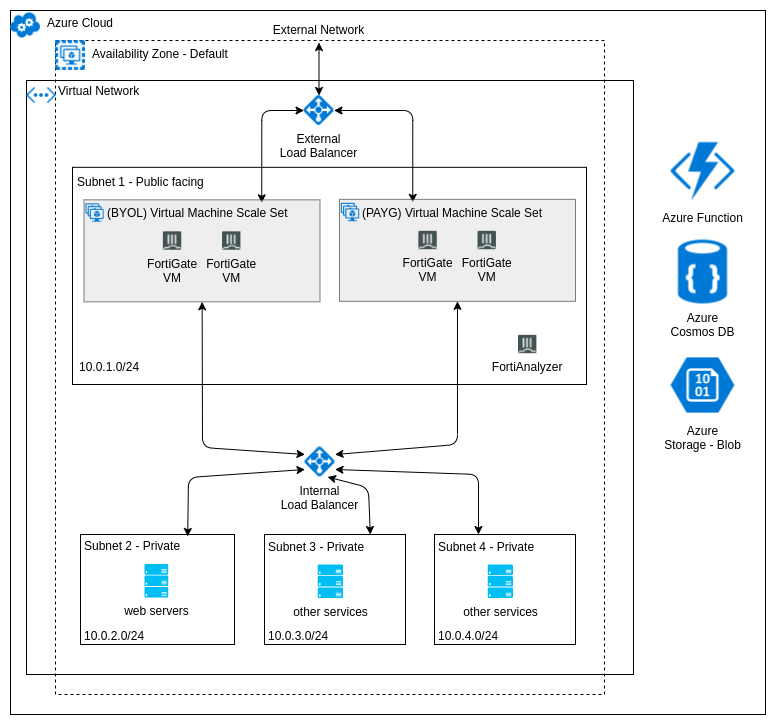 Azure Cloud
External Network
Availability Zone - Default
Virtual Network
External
Load Balancer
Subnet 1 - Public facing
(BYOL) Virtual Machine Scale Set
FortiGate
VM
FortiGate
VM
(PAYG) Virtual Machine Scale Set
FortiGate
VM
FortiGate
VM
10.0.1.0/24
FortiAnalyzer
Internal
Load Balancer
Subnet 2 - Private
web servers
10.0.2.0/24
Subnet 3 - Private
other services
10.0.3.0/24
Subnet 4 - Private
other services
10.0.4.0/24
Azure Function
Azure
Cosmos DB
10
01
Azure
Storage - Blob